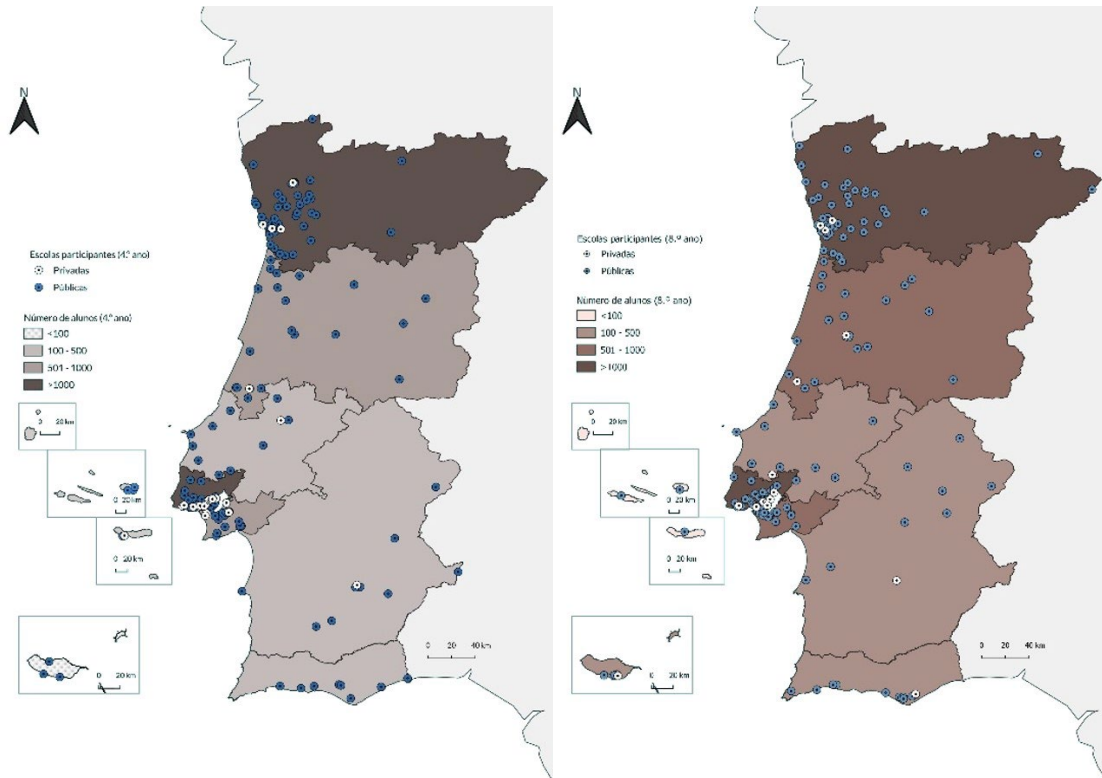 N
Escolas participantes (4.º ano)
Privadas
Públicas
Número de alunos (4.º ano)
<100
100 - 500
501 - 1000
>1000
0 20 km
0 20 km
0 20 km
0 20 km
0 20 40 km
N
Escolas participantes (8.º ano)
Privadas
Públicas
Número de alunos (8.º ano)
<100
100 - 500
501 - 1000
>1000
0 20 km
0 20 km
0 20 km
0 20 km
0 20 40 km